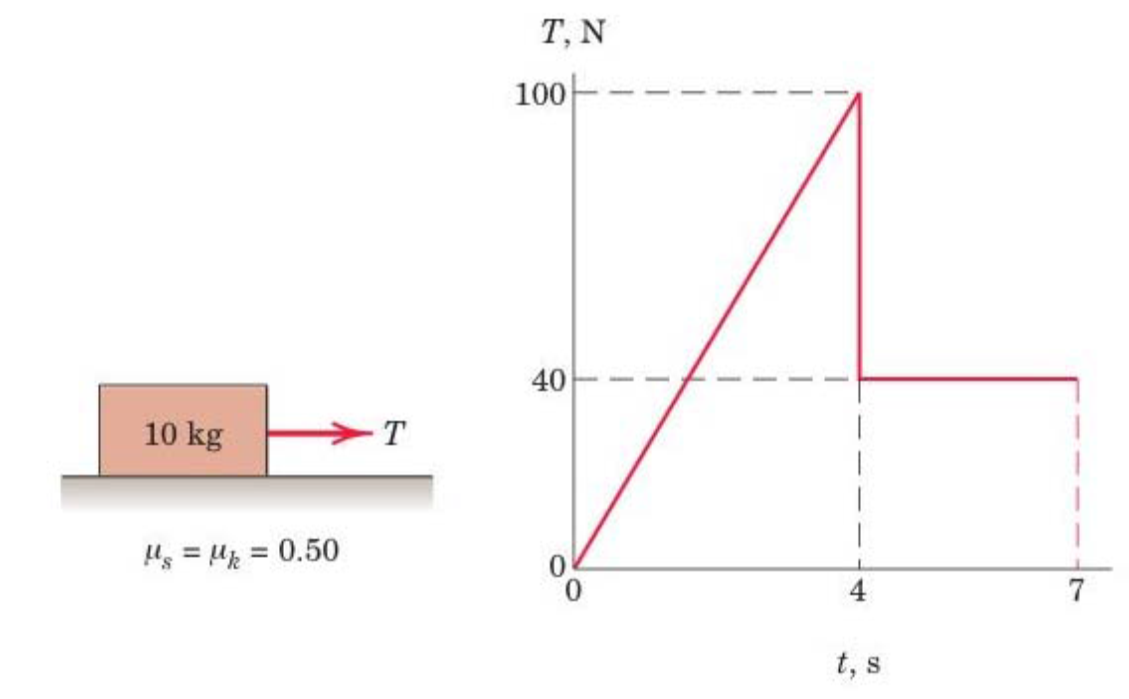 10 kg
T
μs = μk = 0.50
T, N
100
40
0
0
4
7
t, s